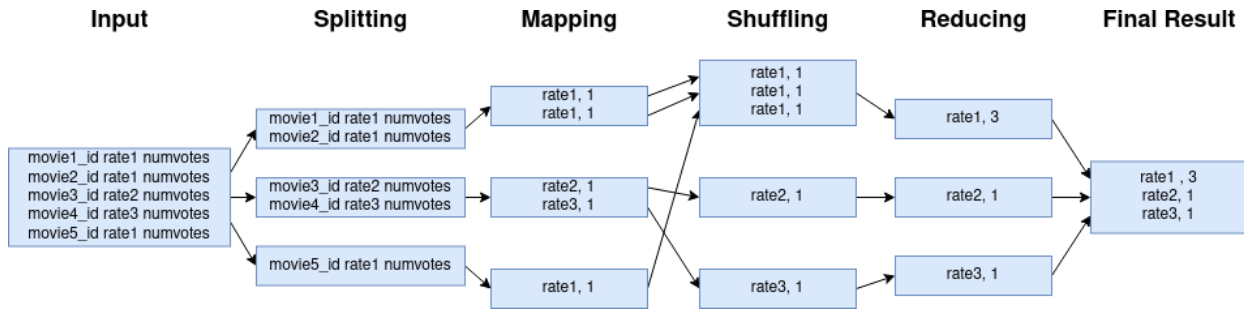 Input
Splitting
Mapping
Shuffling
Reducing
Final Result
movie1_id rate1 numvotes
movie2_id rate1 numvotes
movie3_id rate2 numvotes
movie4_id rate3 numvotes
movie5_id rate1 numvotes
movie1_id rate1 numvotes
movie2_id rate1 numvotes
movie3_id rate2 numvotes
movie4_id rate3 numvotes
movie5_id rate1 numvotes
rate1, 1
rate1, 1
rate2, 1
rate3, 1
rate1, 1
rate1, 1
rate1, 1
rate1, 1
rate2, 1
rate3, 1
rate1, 3
rate2, 1
rate3, 1
rate1 , 3
rate2, 1
rate3, 1